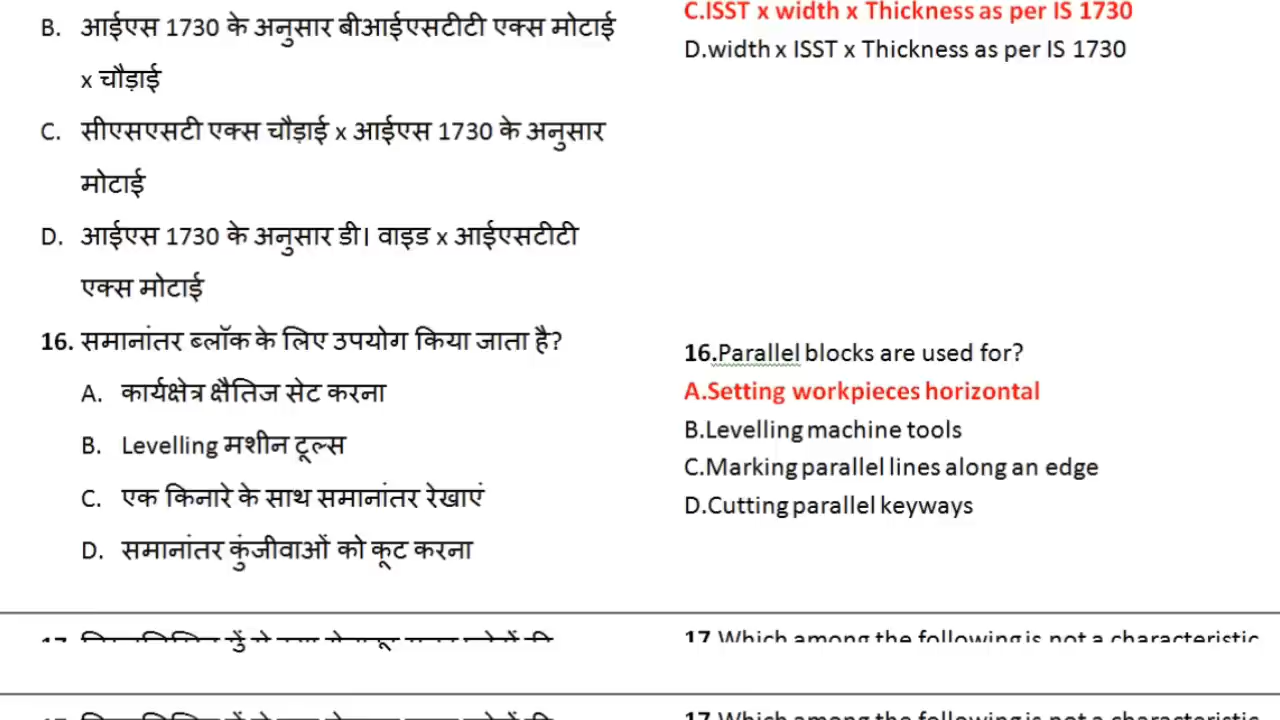 B. आईएस 1730 के अनुसार बीआईएसटीटी एक्स मोटाई
x चौड़ाई
C. सीएसएसटी एक्स चौड़ाई x आईएस 1730 के अनुसार
मोटाई
D. आईएस 1730 के अनुसार डी। वाइड x आईएसटीटी
एक्स मोटाई
16. समानांतर ब्लॉक के लिए उपयोग किया जाता है?
A. कार्यक्षेत्र क्षैतिज सेट करना
B. Levelling मशीन टूल्स
C. एक किनारे के साथ समानांतर रेखाएं
D. समानांतर कुंजीवाओं को कूट करना
C.ISST x width x Thickness as per IS 1730
D.width x ISST x Thickness as per IS 1730
16.Parallel blocks are used for?
A.Setting workpieces horizontal
B.Levelling machine tools
C.Marking parallel lines along an edge
D.Cutting parallel keyways
17.Which among the following is not a characteristic
17.Which among the following is not a characteristic